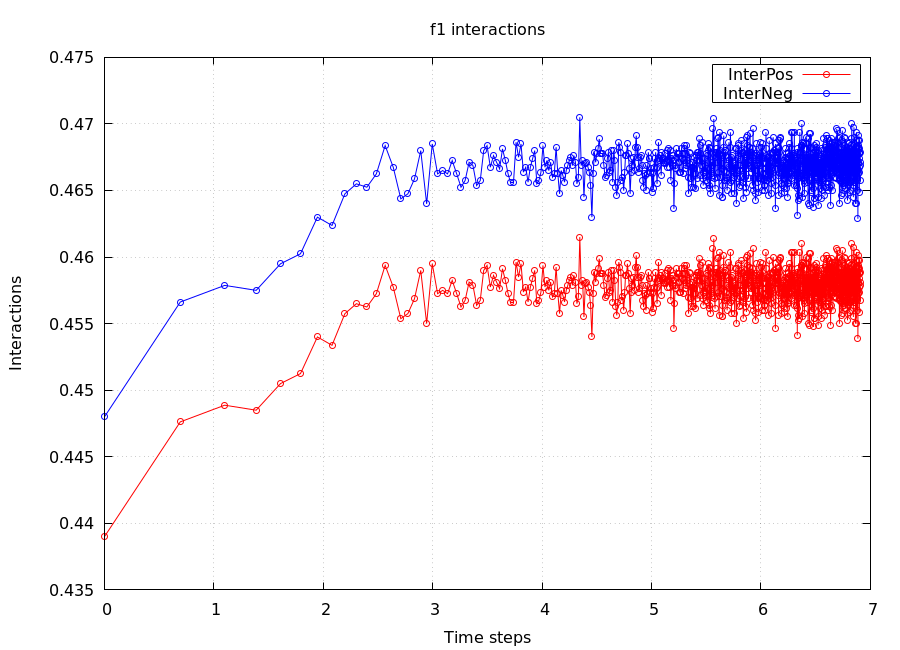 f1 interactions
0.475
0.47
0.465
0.46
0.455
0.45
0.445
0.44
0.435
Interactions
InterPos
InterNeg
0 1 2 3 4 5 6 7
Time steps